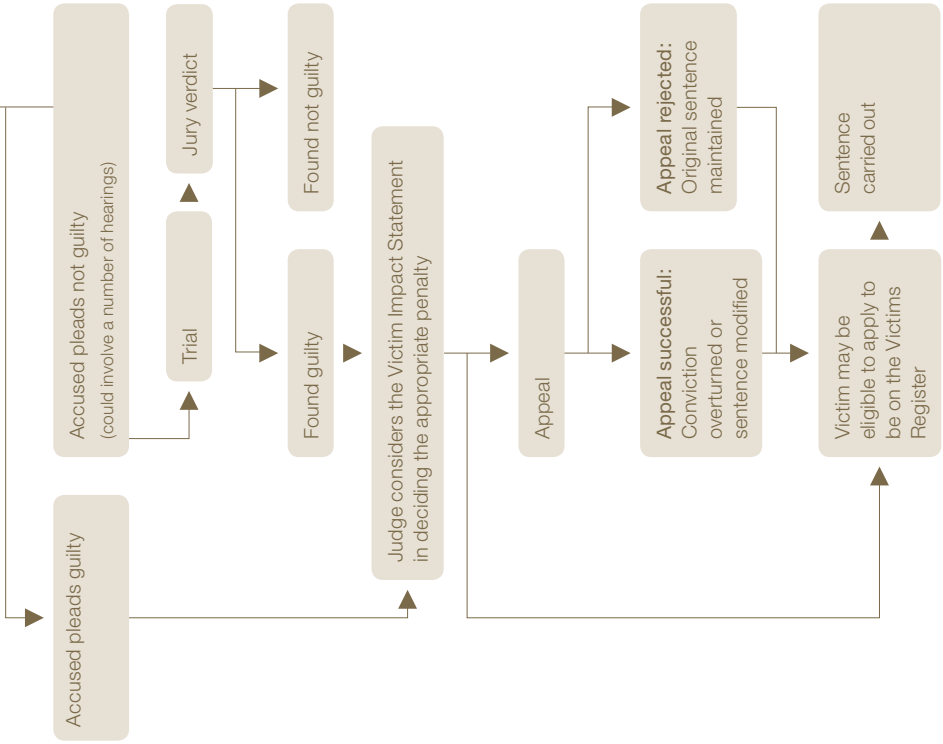 Accused pleads guilty
Accused pleads not guilty
(could involve a number of hearings)
Trial
Jury verdict
Found guilty
Found not guilty
Judge considers the Victim Impact Statement
in deciding the appropriate penalty
Appeal
Appeal successful:
Conviction
overturned or
sentence modified
Appeal rejected:
Original sentence
maintained
Victim may be
eligible to apply to
be on the Victims
Register
Sentence
carried out